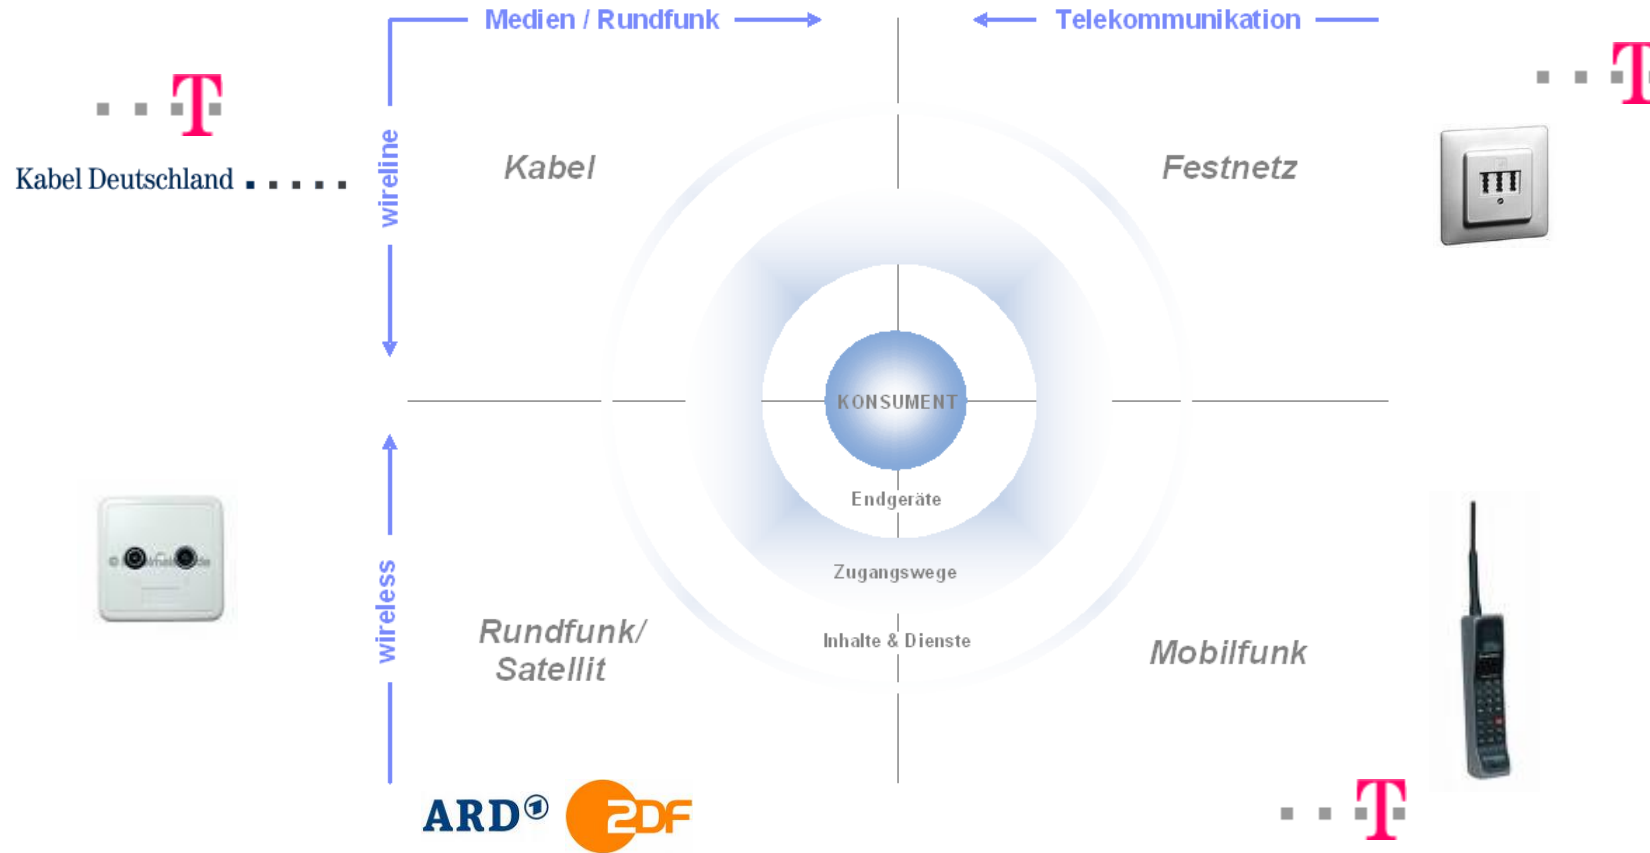 Medien / Rundfunk
Telekommunikation
T
T
Kabel Deutschland
wireline
Kabel
Festnetz
KONSUMENT
Endgeräte
Zugangswege
Inhalte & Dienste
wireless
Rundfunk/
Satellit
Mobilfunk
ARD 1
ZDF
T